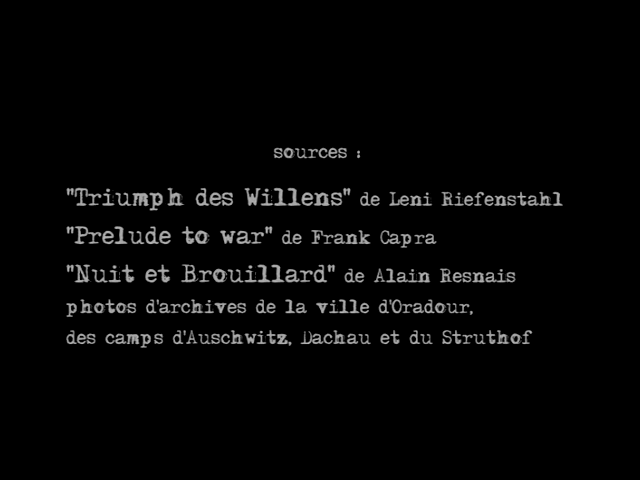 sources :
"Triumph des Willens" de Leni Riefenstahl
"Prelude to war" de Frank Capra
"Nuit et Brouillard" de Alain Resnais
photos d'archives de la ville d'Oradour,
des camps d'Auschwitz, Dachau et du Struthof